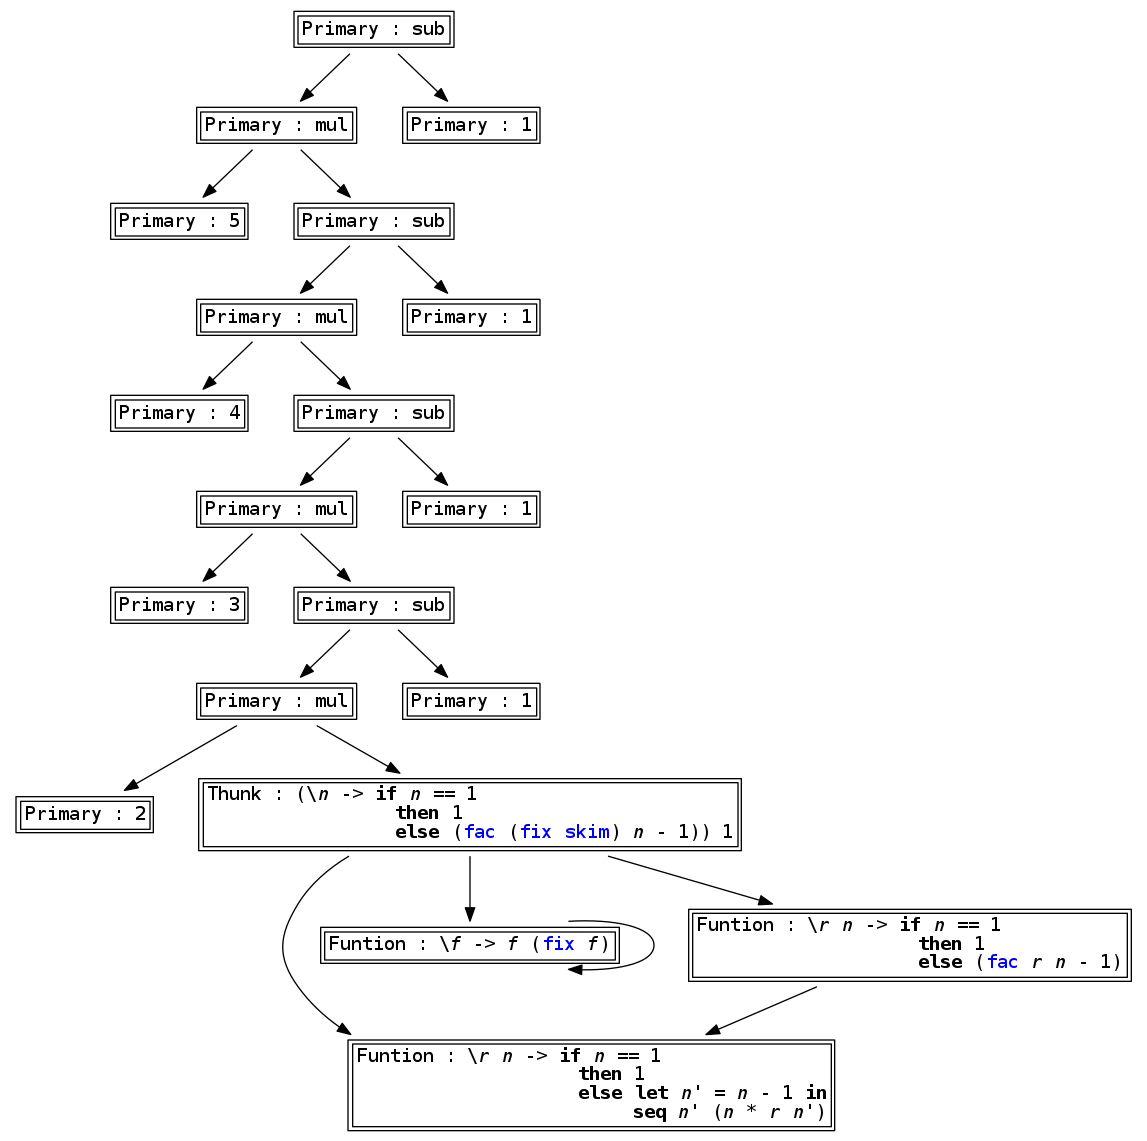 Primary : sub
Primary : mul
Primary : 1
Primary : 5
Primary : sub
Primary : mul
Primary : 1
Primary : 4
Primary : sub
Primary : mul
Primary : 1
Primary : 3
Primary : sub
Primary : mul
Primary : 1
Primary : 2
Thunk : (\n -> if n == 1
then 1
else (fac (fix skim) n - 1)) 1
Funtion : \f -> f (fix f)
Funtion : \r n -> if n == 1
then 1
else (fac r n - 1)
Funtion : \r n -> if n == 1
then 1
else let n' = n - 1 in
seq n' (n * r n')